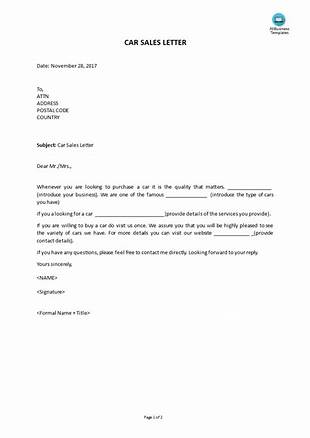 AllBusiness
Templates
CAR SALES LETTER
Date: November 28, 2017
To,
ATTN
ADDRESS
POSTAL CODE
COUNTRY
Subject: Car Sales Letter
Dear Mr./Mrs.,
Whenever you are looking to purchase a car it is the quality that matters. _______________
(introduce your business). We are one of the famous ______________ (introduce the type of cars
you have)
if you a looking for a car ________________________(provide details of the services you provide).
If you are willing to buy a car do visit us once. We assure you that you will be highly pleased to see
the variety of cars we have. For more details you can visit our website _____________ (provide
contact details).
If you have any questions, please feel free to contact me directly. Looking forward to your reply.
Yours sincerely,
<NAME>
<Signature>
<Formal Name + Title>
Page 1 of 2